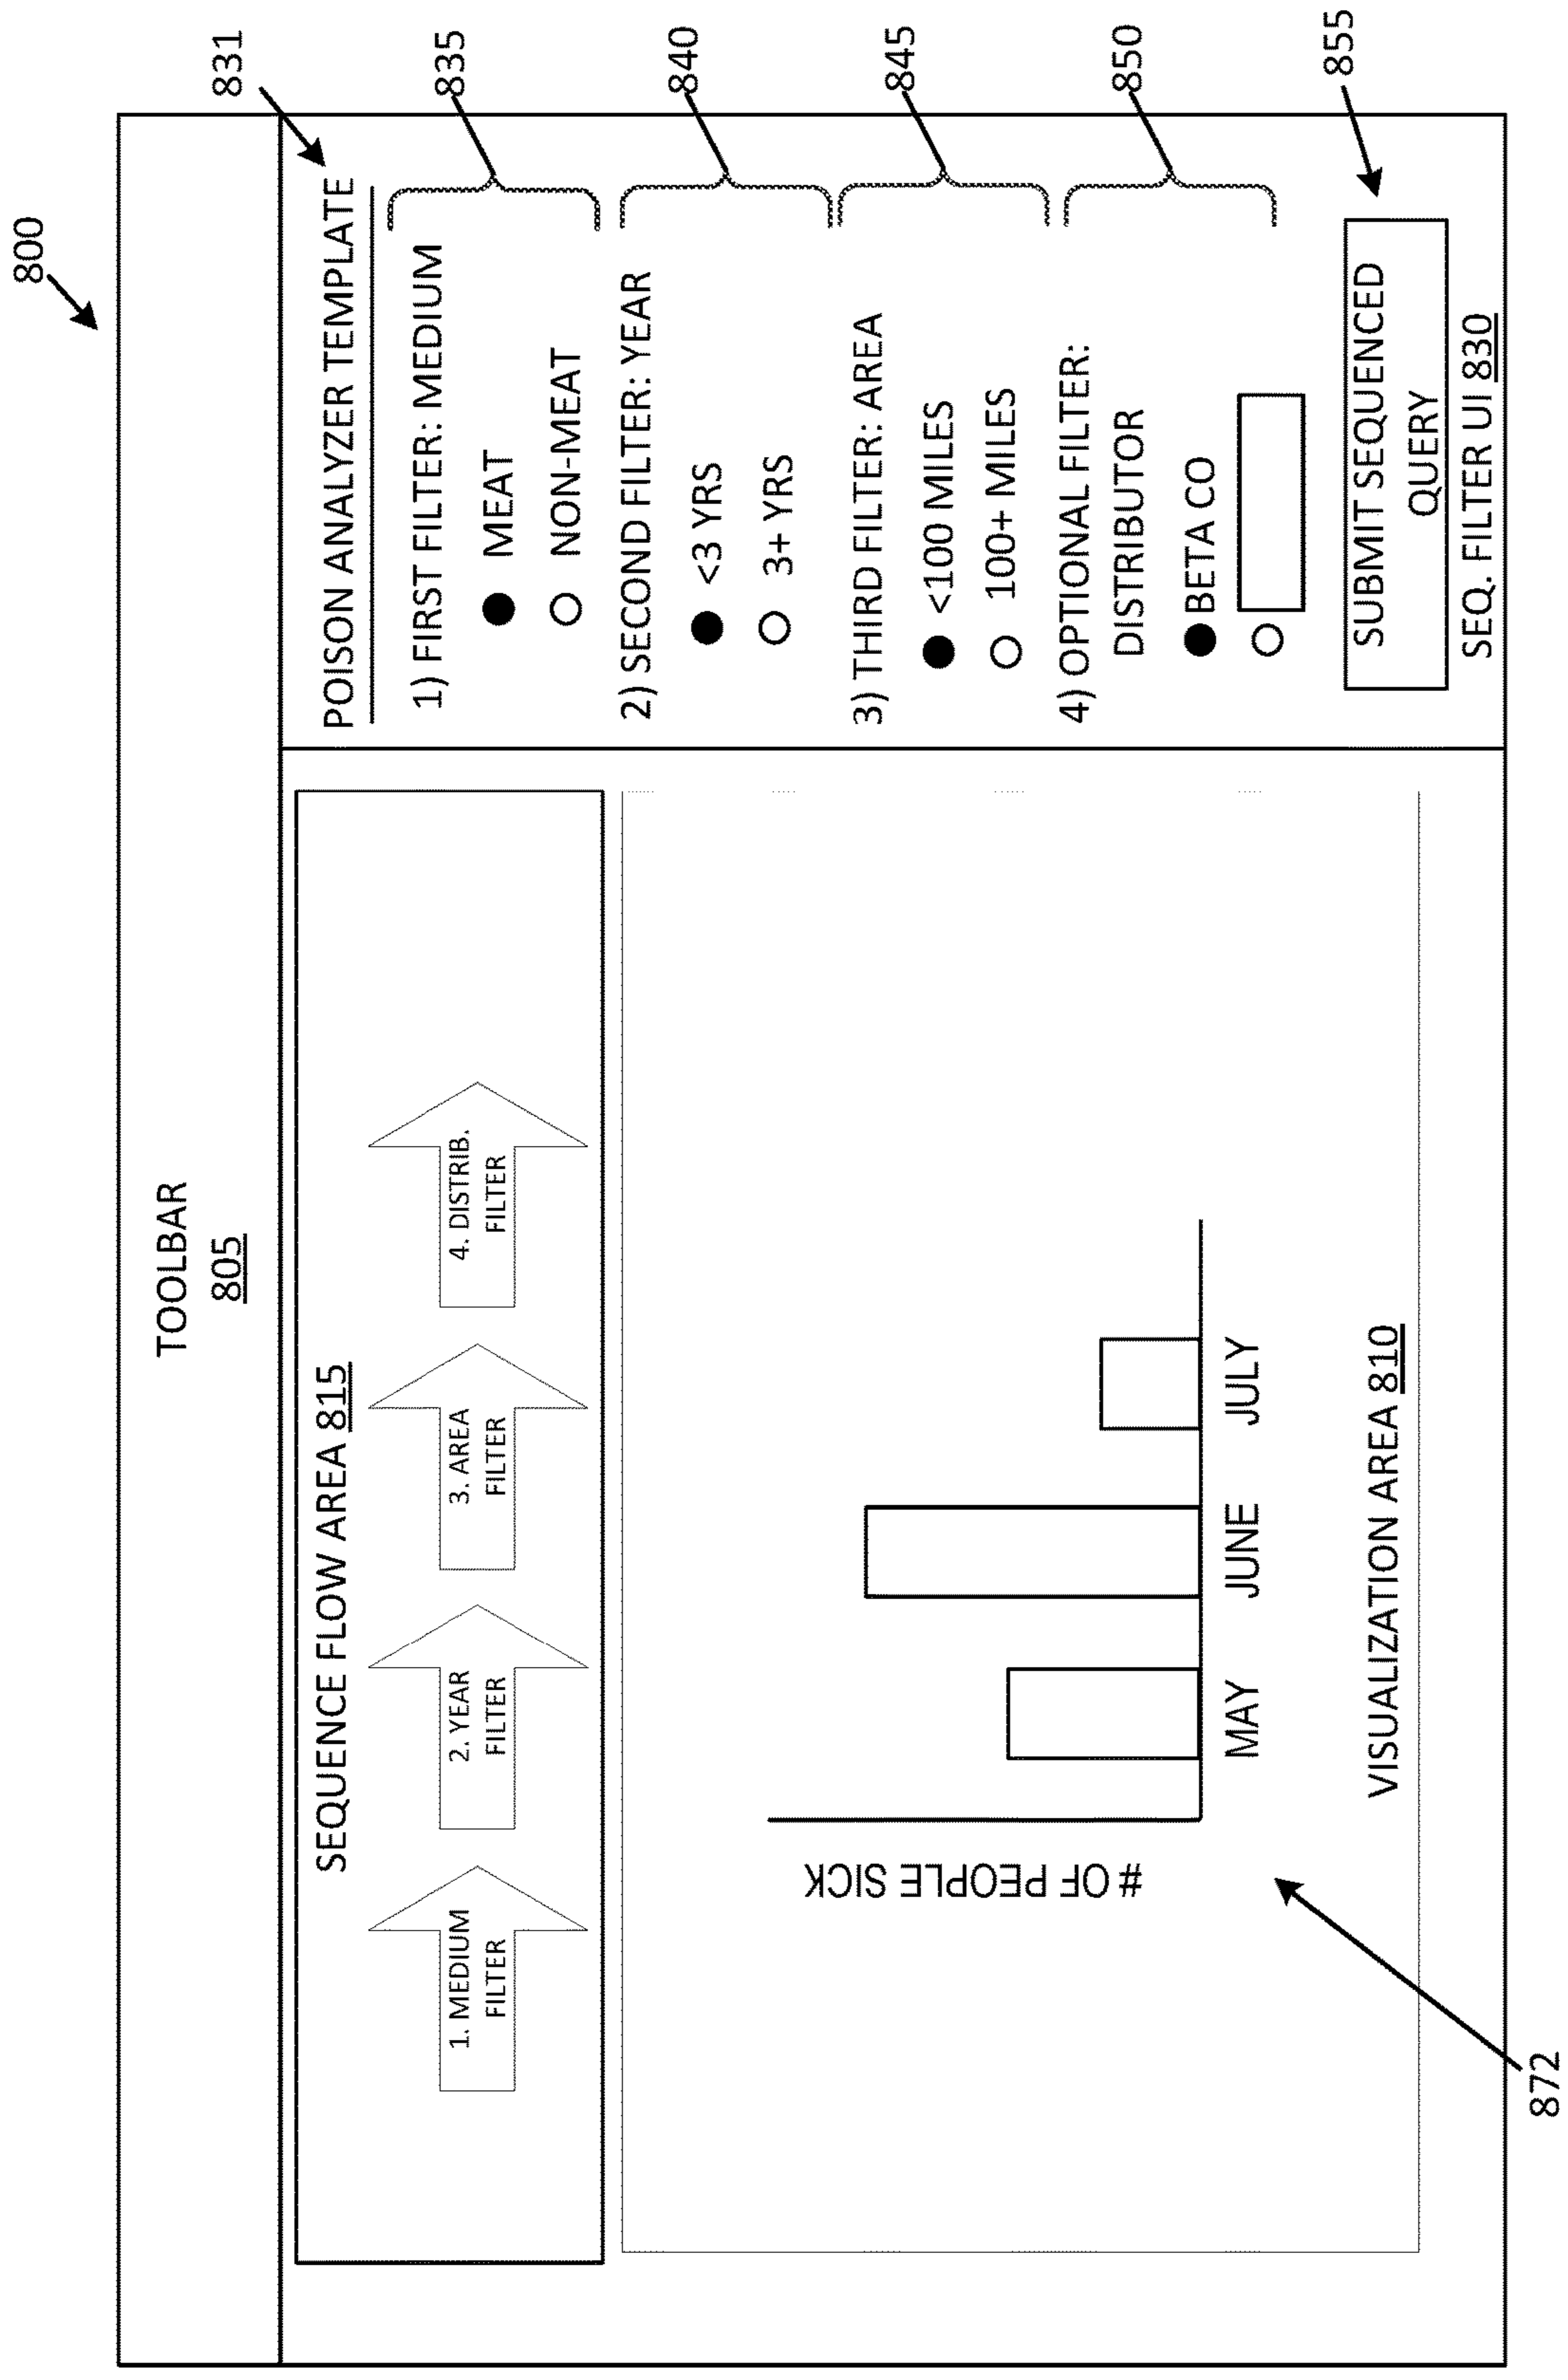 800
TOOLBAR
805
SEQUENCE FLOW AREA 815
1. MEDIUM
FILTER
2. YEAR
FILTER
3. AREA
FILTER
4. DISTRIB.
FILTER
# OF PEOPLE SICK
MAY
JUNE
JULY
VISUALIZATION AREA 810
872
POISON ANALYZER TEMPLATE
831
1) FIRST FILTER: MEDIUM
MEAT
NON-MEAT
835
2) SECOND FILTER: YEAR
<3 YRS
3+ YRS
840
3) THIRD FILTER: AREA
<100 MILES
100+ MILES
845
4) OPTIONAL FILTER:
DISTRIBUTOR
BETA CO
850
SUBMIT SEQUENCED
QUERY
855
SEQ. FILTER UI 830